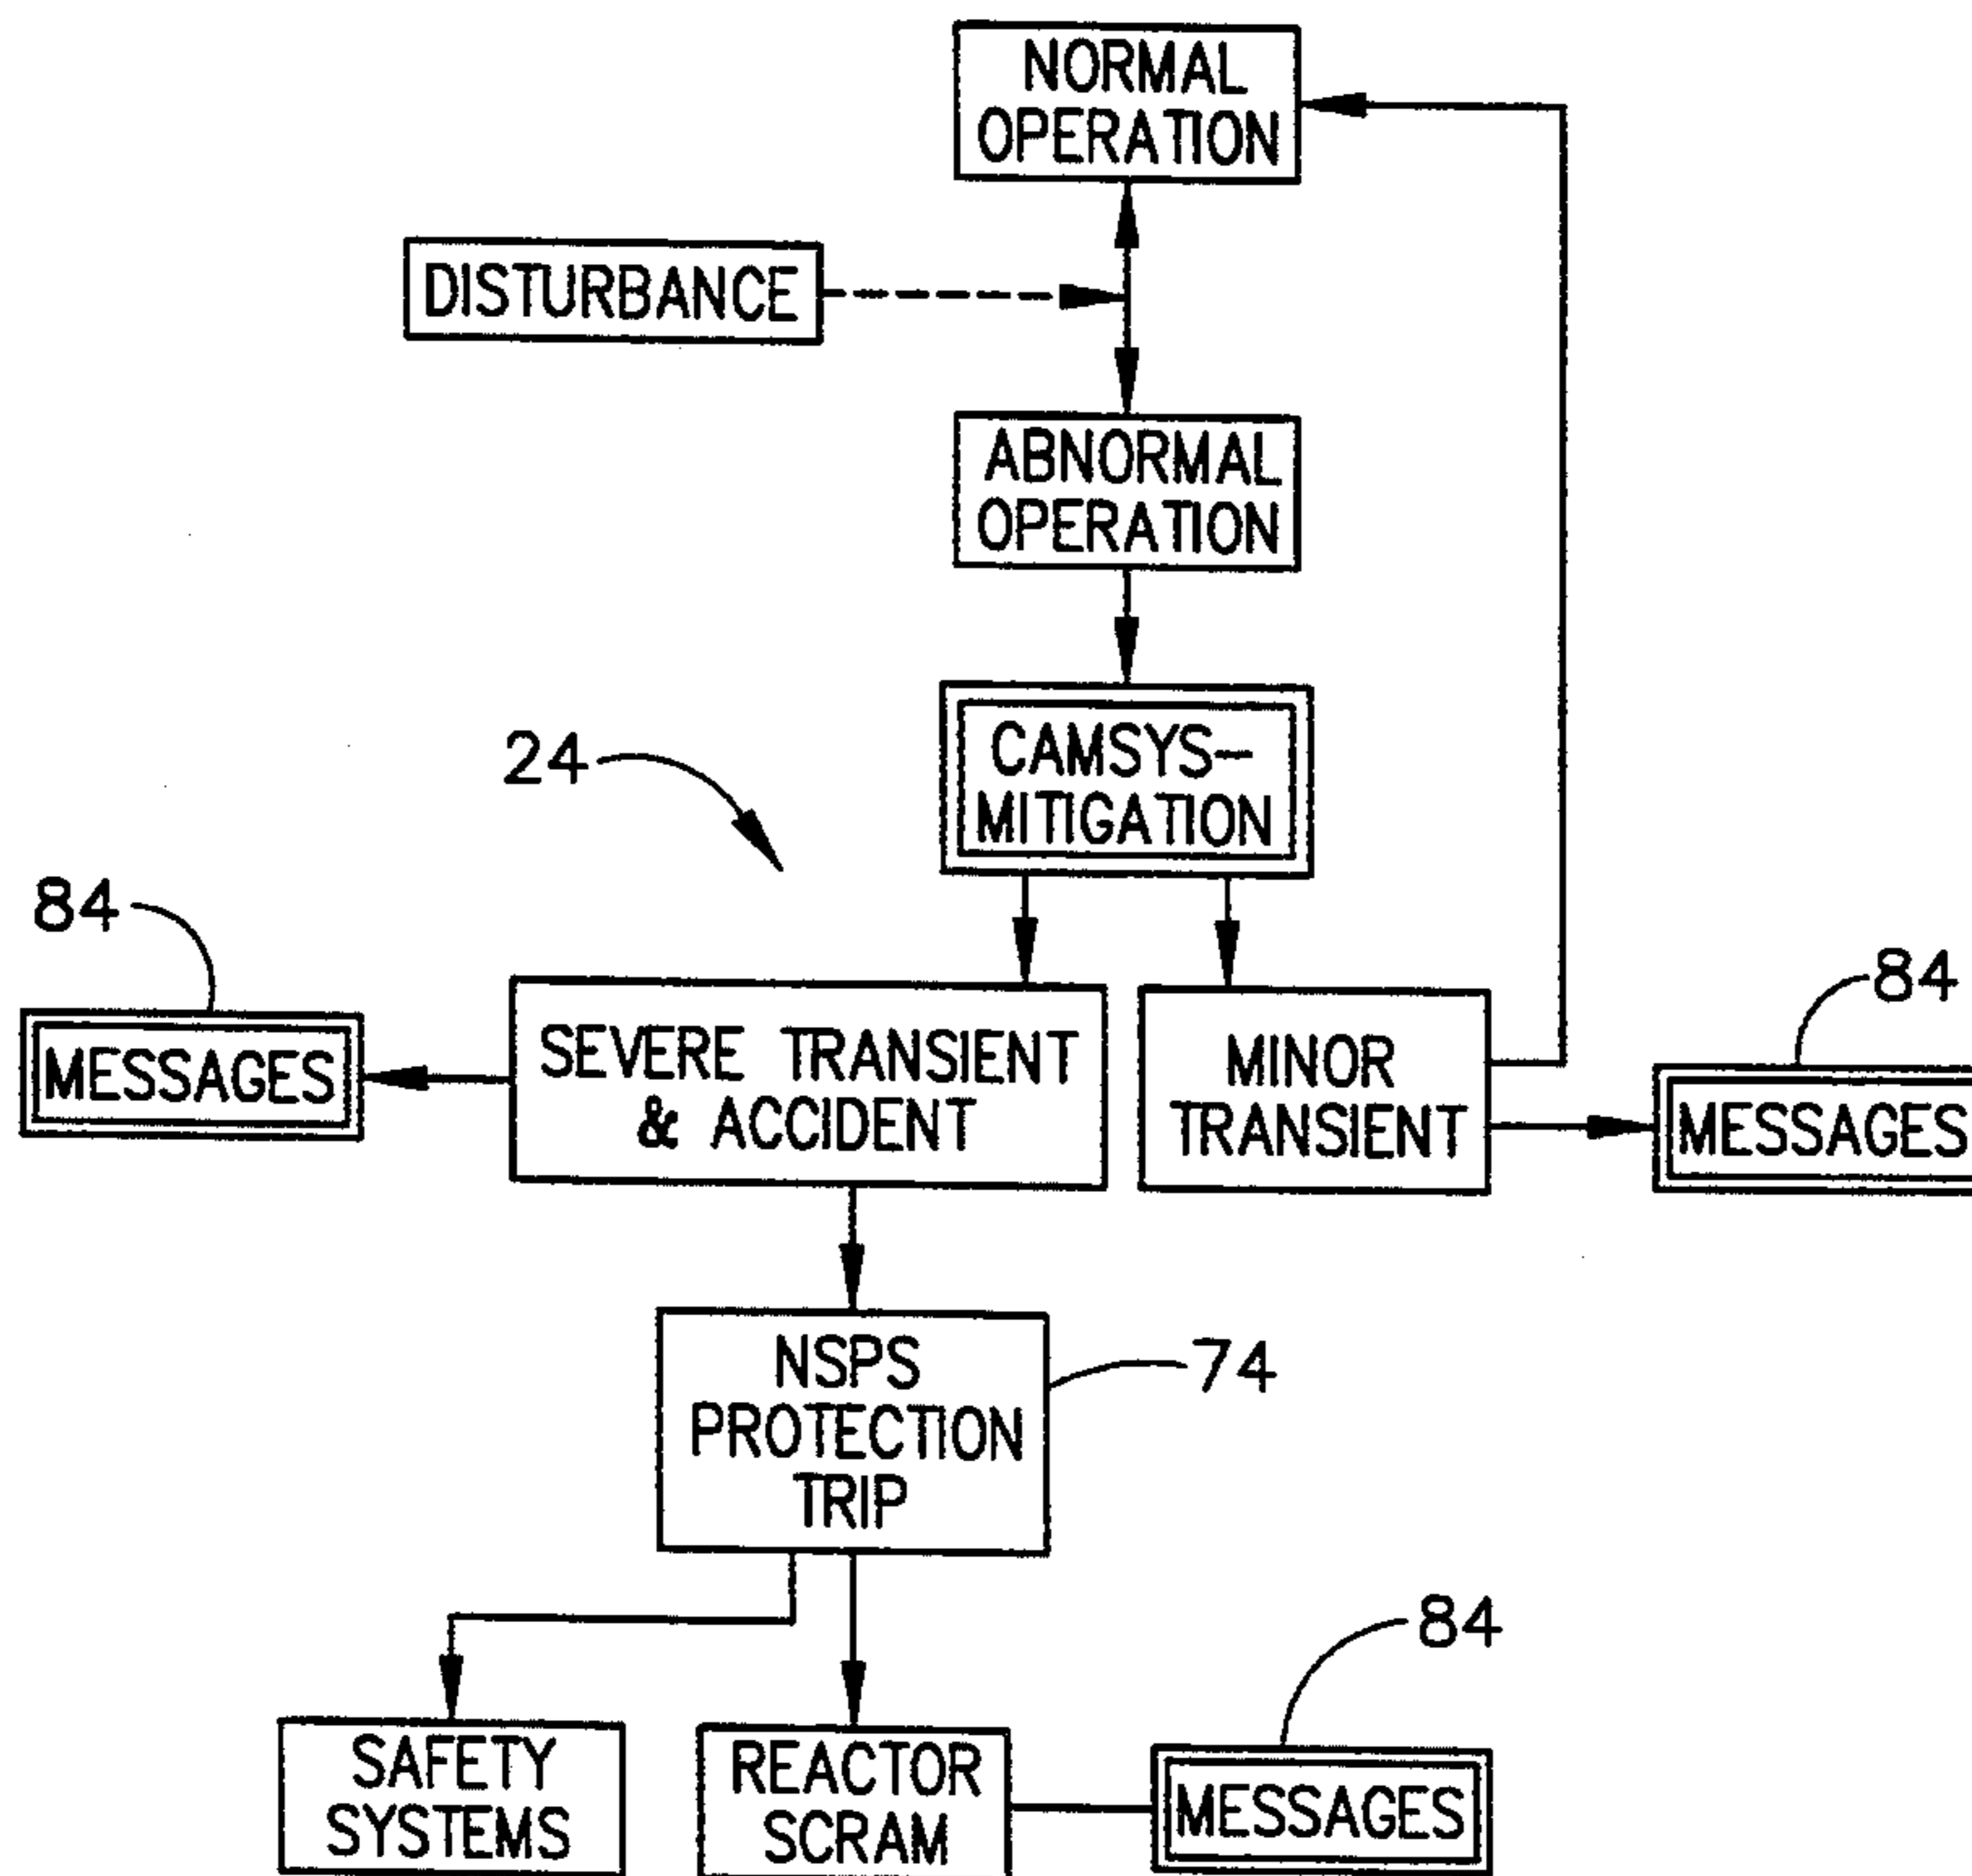 NORMAL
OPERATION
DISTURBANCE
ABNORMAL
OPERATION
CAMSYS-
MITIGATION
24
84
MESSAGES
SEVERE TRANSIENT
& ACCIDENT
MINOR
TRANSIENT
84
MESSAGES
NSPS
PROTECTION
TRIP
74
SAFETY
SYSTEMS
REACTOR
SCRAM
84
MESSAGES